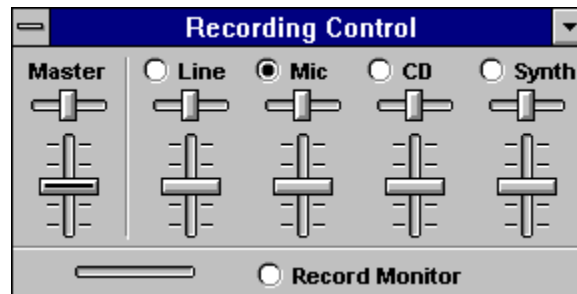 Recording Control
Master Line Mic CD Synth
Record Monitor